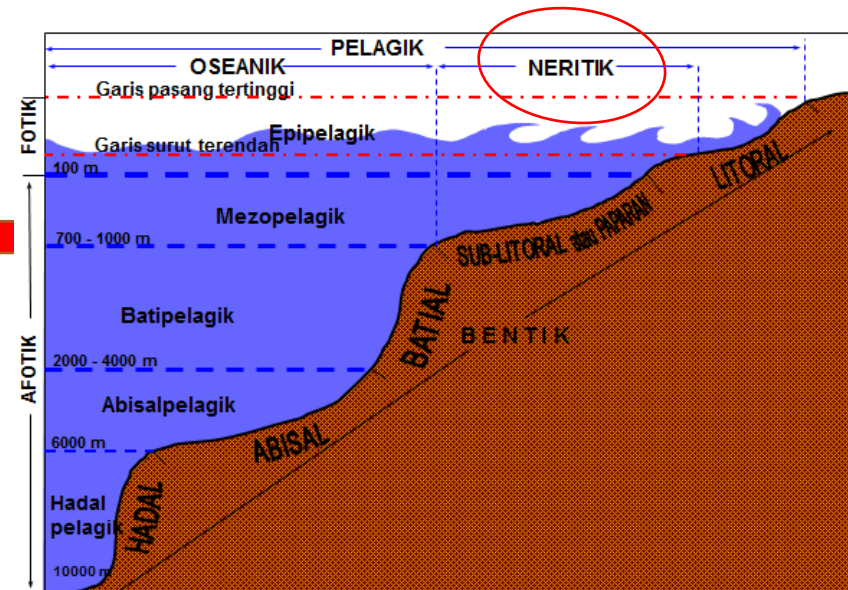 PELAGIK
OSEANIK
NERITIK
Garis pasang tertinggi
FOTIK
Epipelagik
Garis surut terendah
100 m
LITORAL
Mezopelagik
SUB-LITORAL atau PAPARAN
700 - 1000 m
BATIAL
Batipelagik
BENTIK
2000 - 4000 m
AFOTIK
Abisalpelagik
ABISAL
6000 m
HADAL
Hadal
pelagik
10000 m